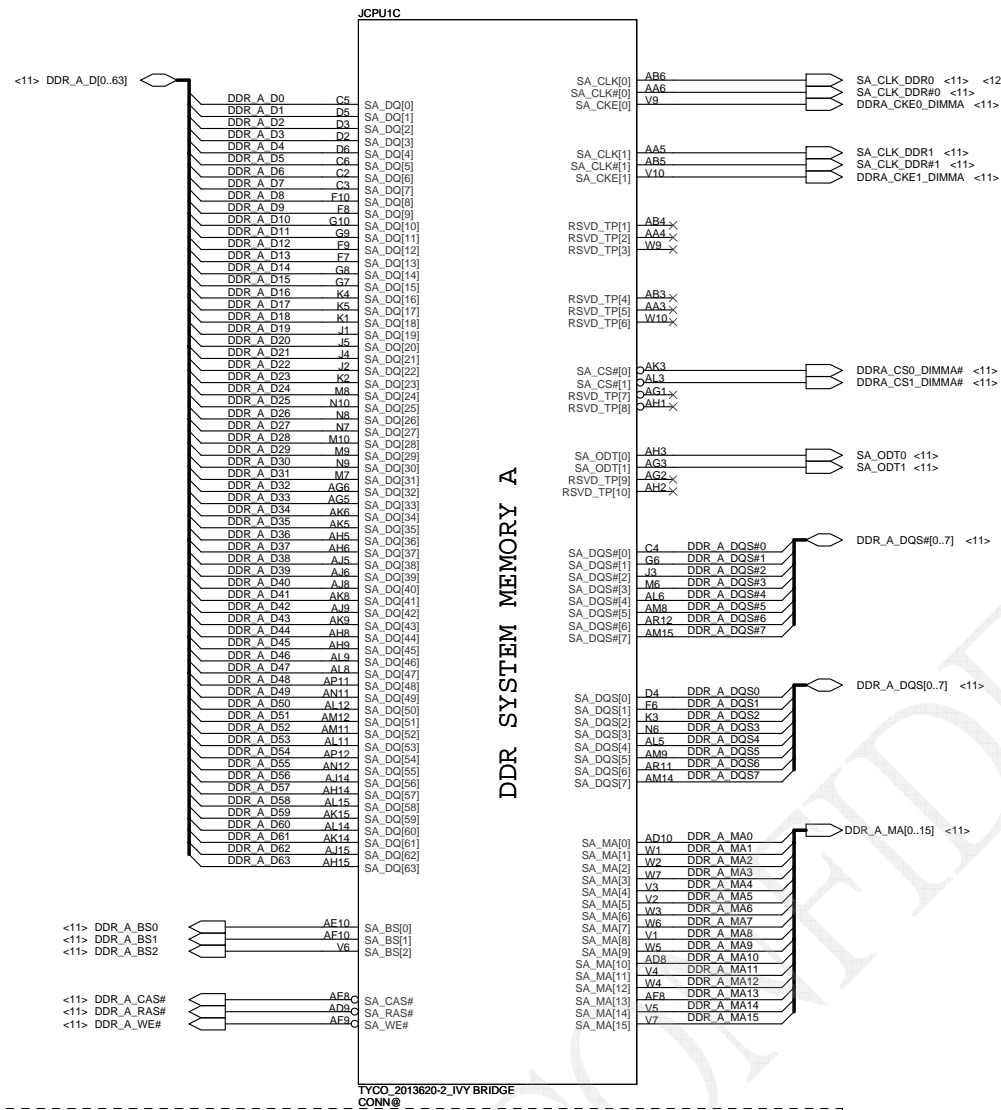 JCPU1C
<11> DDR_A_D[0..63]
DDR_A_D0 C5 SA_DQ[0]
DDR_A_D1 D5 SA_DQ[1]
DDR_A_D2 D3 SA_DQ[2]
DDR_A_D3 D2 SA_DQ[3]
DDR_A_D4 D6 SA_DQ[4]
DDR_A_D5 C6 SA_DQ[5]
DDR_A_D6 C2 SA_DQ[6]
DDR_A_D7 C3 SA_DQ[7]
DDR_A_D8 F10 SA_DQ[8]
DDR_A_D9 F8 SA_DQ[9]
DDR_A_D10 G10 SA_DQ[10]
DDR_A_D11 G9 SA_DQ[11]
DDR_A_D12 F9 SA_DQ[12]
DDR_A_D13 F7 SA_DQ[13]
DDR_A_D14 G8 SA_DQ[14]
DDR_A_D15 G7 SA_DQ[15]
DDR_A_D16 K4 SA_DQ[16]
DDR_A_D17 K5 SA_DQ[17]
DDR_A_D18 K1 SA_DQ[18]
DDR_A_D19 J1 SA_DQ[19]
DDR_A_D20 J5 SA_DQ[20]
DDR_A_D21 J4 SA_DQ[21]
DDR_A_D22 J2 SA_DQ[22]
DDR_A_D23 K2 SA_DQ[23]
DDR_A_D24 M8 SA_DQ[24]
DDR_A_D25 N10 SA_DQ[25]
DDR_A_D26 N8 SA_DQ[26]
DDR_A_D27 N7 SA_DQ[27]
DDR_A_D28 M10 SA_DQ[28]
DDR_A_D29 M9 SA_DQ[29]
DDR_A_D30 N9 SA_DQ[30]
DDR_A_D31 M7 SA_DQ[31]
DDR_A_D32 AG6 SA_DQ[32]
DDR_A_D33 AG5 SA_DQ[33]
DDR_A_D34 AK6 SA_DQ[34]
DDR_A_D35 AK5 SA_DQ[35]
DDR_A_D36 AH5 SA_DQ[36]
DDR_A_D37 AH6 SA_DQ[37]
DDR_A_D38 AJ5 SA_DQ[38]
DDR_A_D39 AJ6 SA_DQ[39]
DDR_A_D40 AJ8 SA_DQ[40]
DDR_A_D41 AK8 SA_DQ[41]
DDR_A_D42 AJ9 SA_DQ[42]
DDR_A_D43 AK9 SA_DQ[43]
DDR_A_D44 AH8 SA_DQ[44]
DDR_A_D45 AH9 SA_DQ[45]
DDR_A_D46 AL9 SA_DQ[46]
DDR_A_D47 AL8 SA_DQ[47]
DDR_A_D48 AP11 SA_DQ[48]
DDR_A_D49 AN11 SA_DQ[49]
DDR_A_D50 AL12 SA_DQ[50]
DDR_A_D51 AM12 SA_DQ[51]
DDR_A_D52 AM11 SA_DQ[52]
DDR_A_D53 AL11 SA_DQ[53]
DDR_A_D54 AP12 SA_DQ[54]
DDR_A_D55 AN12 SA_DQ[55]
DDR_A_D56 AJ14 SA_DQ[56]
DDR_A_D57 AH14 SA_DQ[57]
DDR_A_D58 AL15 SA_DQ[58]
DDR_A_D59 AK15 SA_DQ[59]
DDR_A_D60 AL14 SA_DQ[60]
DDR_A_D61 AK14 SA_DQ[61]
DDR_A_D62 AJ15 SA_DQ[62]
DDR_A_D63 AH15 SA_DQ[63]
<11> DDR_A_BS0 AE10 SA_BS[0]
<11> DDR_A_BS1 AF10 SA_BS[1]
<11> DDR_A_BS2 V6 SA_BS[2]
<11> DDR_A_CAS# AE8 SA_CAS#
<11> DDR_A_RAS# AD9 SA_RAS#
<11> DDR_A_WE# AF9 SA_WE#
DDR SYSTEM MEMORY A
SA_CLK[0] AB6 SA_CLK_DDR0 <11> <12
SA_CLK#[0] AA6 SA_CLK_DDR#0 <11>
SA_CKE[0] V9 DDRA_CKE0_DIMMA <11>
SA_CLK[1] AA5 SA_CLK_DDR1 <11>
SA_CLK#[1] AB5 SA_CLK_DDR#1 <11>
SA_CKE[1] V10 DDRA_CKE1_DIMMA <11>
RSVD_TP[1] AB4
RSVD_TP[2] AA4
RSVD_TP[3] W9
RSVD_TP[4] AB3
RSVD_TP[5] AA3
RSVD_TP[6] W10
SA_CS#[0] AK3 DDRA_CS0_DIMMA# <11>
SA_CS#[1] AL3 DDRA_CS1_DIMMA# <11>
RSVD_TP[7] AG1
RSVD_TP[8] AH1
SA_ODT[0] AH3 SA_ODT0 <11>
SA_ODT[1] AG3 SA_ODT1 <11>
RSVD_TP[9] AG2
RSVD_TP[10] AH2
DDR_A_DQS#[0..7] <11>
SA_DQS#[0] C4 DDR_A_DQS#0
SA_DQS#[1] G6 DDR_A_DQS#1
SA_DQS#[2] J3 DDR_A_DQS#2
SA_DQS#[3] M6 DDR_A_DQS#3
SA_DQS#[4] AL6 DDR_A_DQS#4
SA_DQS#[5] AM8 DDR_A_DQS#5
SA_DQS#[6] AR12 DDR_A_DQS#6
SA_DQS#[7] AM15 DDR_A_DQS#7
DDR_A_DQS[0..7] <11>
SA_DQS[0] D4 DDR_A_DQS0
SA_DQS[1] F6 DDR_A_DQS1
SA_DQS[2] K3 DDR_A_DQS2
SA_DQS[3] N6 DDR_A_DQS3
SA_DQS[4] AL5 DDR_A_DQS4
SA_DQS[5] AM9 DDR_A_DQS5
SA_DQS[6] AR11 DDR_A_DQS6
SA_DQS[7] AM14 DDR_A_DQS7
DDR_A_MA[0..15] <11>
SA_MA[0] AD10 DDR_A_MA0
SA_MA[1] W1 DDR_A_MA1
SA_MA[2] W2 DDR_A_MA2
SA_MA[3] W7 DDR_A_MA3
SA_MA[4] V3 DDR_A_MA4
SA_MA[5] V2 DDR_A_MA5
SA_MA[6] W3 DDR_A_MA6
SA_MA[7] W6 DDR_A_MA7
SA_MA[8] V1 DDR_A_MA8
SA_MA[9] W5 DDR_A_MA9
SA_MA[10] AD8 DDR_A_MA10
SA_MA[11] V4 DDR_A_MA11
SA_MA[12] W4 DDR_A_MA12
SA_MA[13] AF8 DDR_A_MA13
SA_MA[14] V5 DDR_A_MA14
SA_MA[15] V7 DDR_A_MA15
TYCO_2013620-2_IVY BRIDGE
CONN@
CONFID